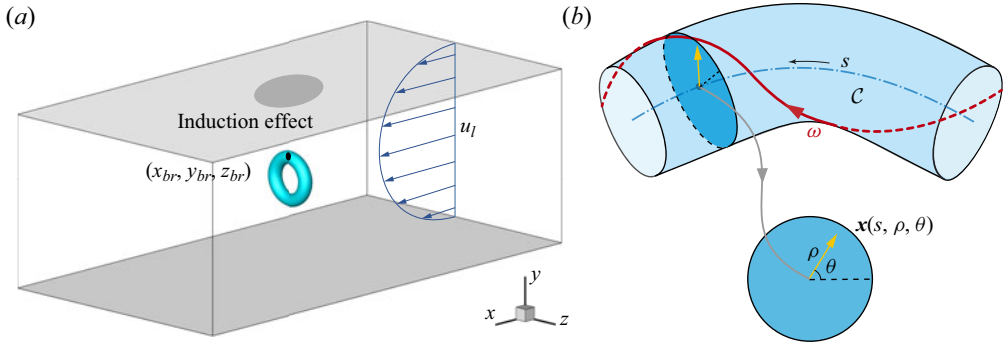 (a)
Induction effect
(x_br, y_br, z_br)
u_l
y
x
z
(b)
s
C
ω
x(s, ρ, θ)
ρ
θ